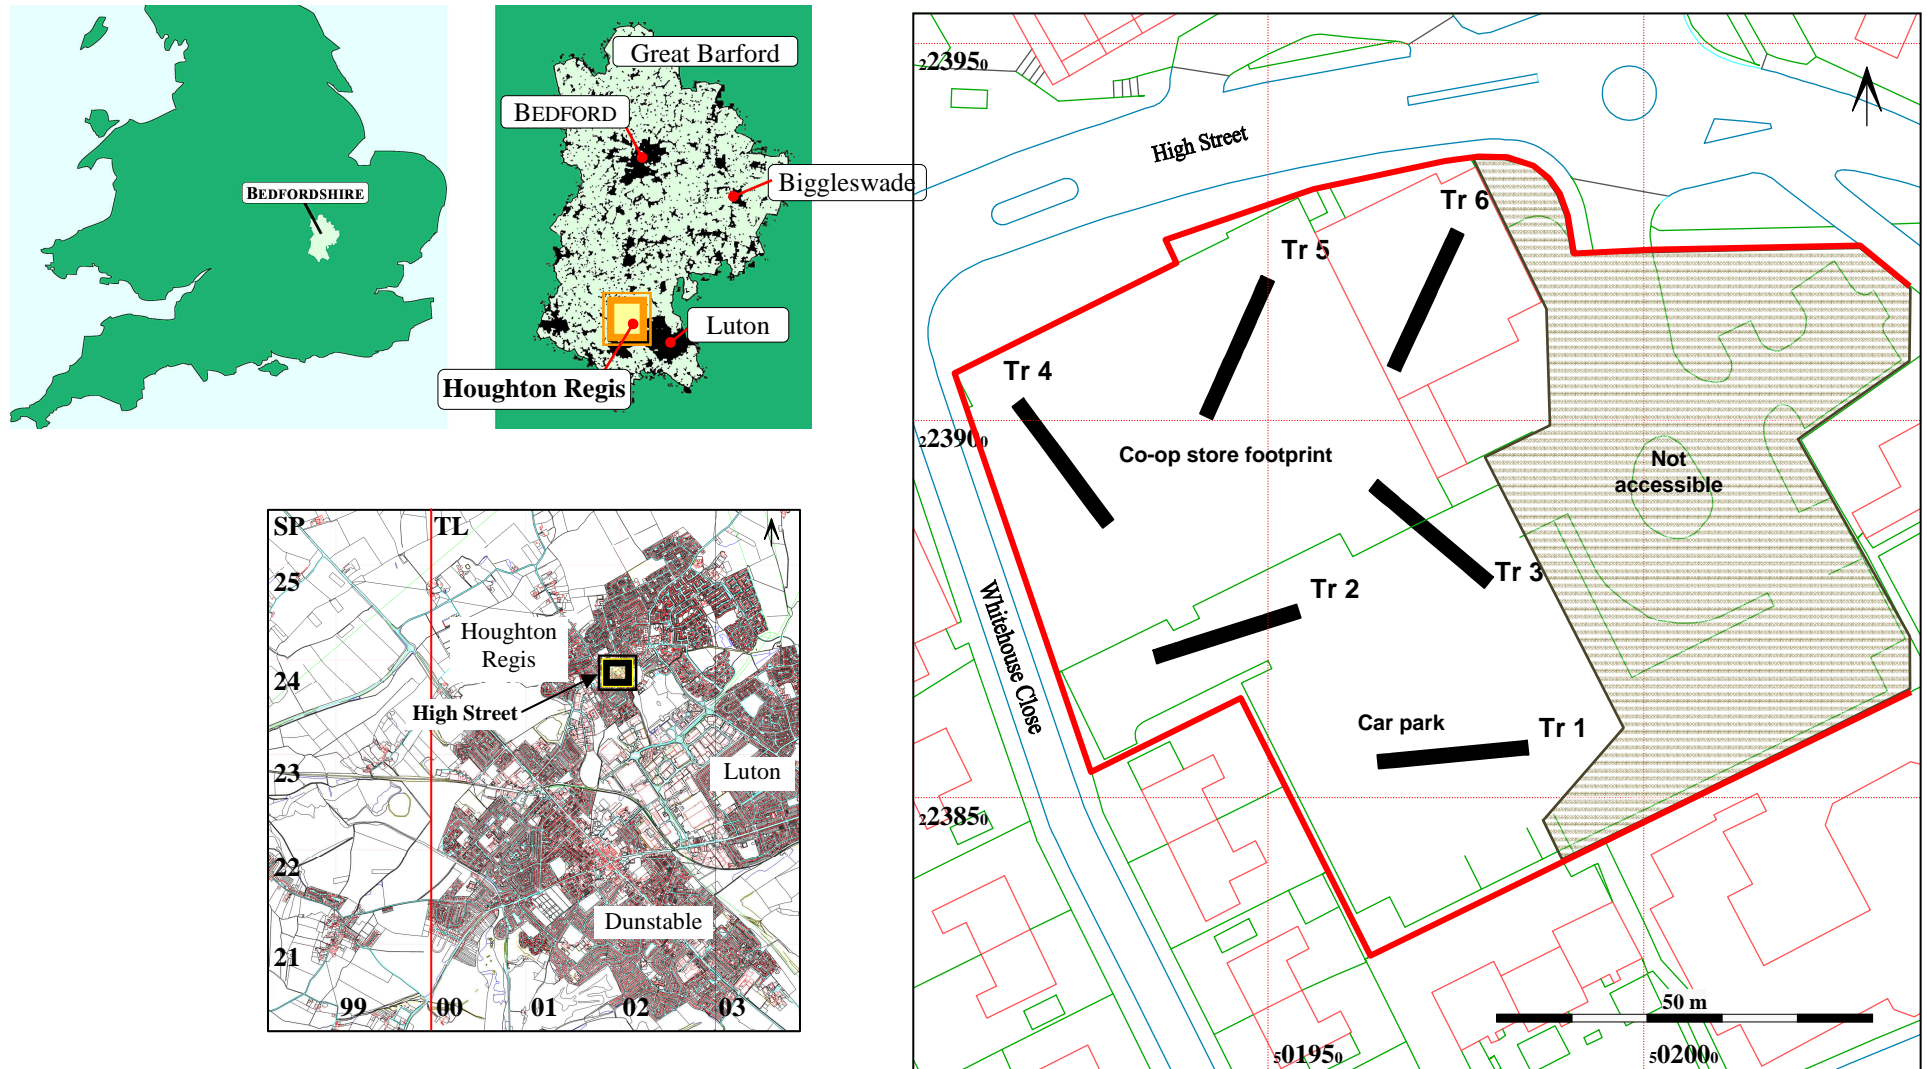 BEDFORDSHIRE
Great Barford
BEDFORD
Biggleswade
Luton
Houghton Regis
SP TL
25
24
23
22
21
99 00 01 02 03
Houghton
Regis
High Street
Luton
Dunstable
223950
High Street
Tr 6
Tr 5
Tr 4
223900
Co-op store footprint
Not
accessible
Tr 3
Tr 2
Whitehouse Close
Car park
Tr 1
223850
50 m
501950
502000